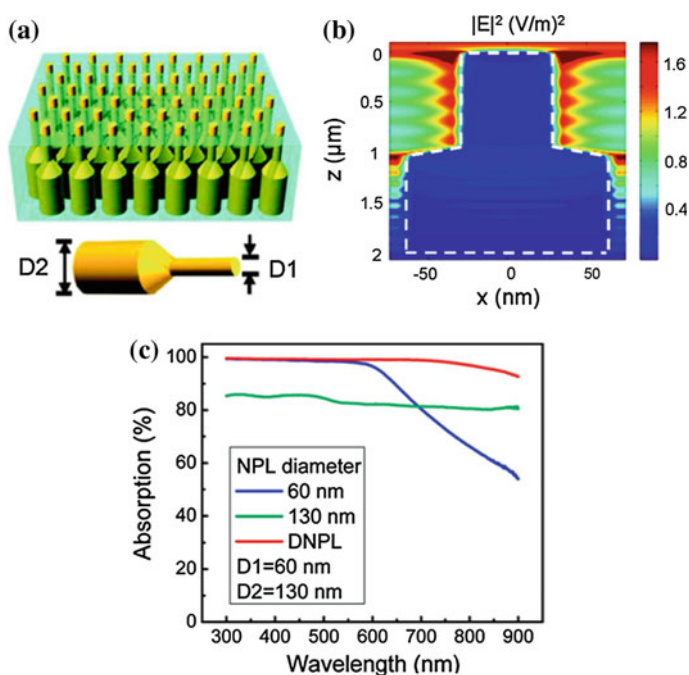 (a)
D2
D1
(b)
|E|² (V/m)²
0
0.5
1
1.5
2
z (μm)
-50
0
50
x (nm)
1.6
1.2
0.8
0.4
(c)
100
80
60
40
20
0
Absorption (%)
NPL diameter
60 nm
130 nm
DNPL
D1=60 nm
D2=130 nm
300 400 500 600 700 800 900
Wavelength (nm)